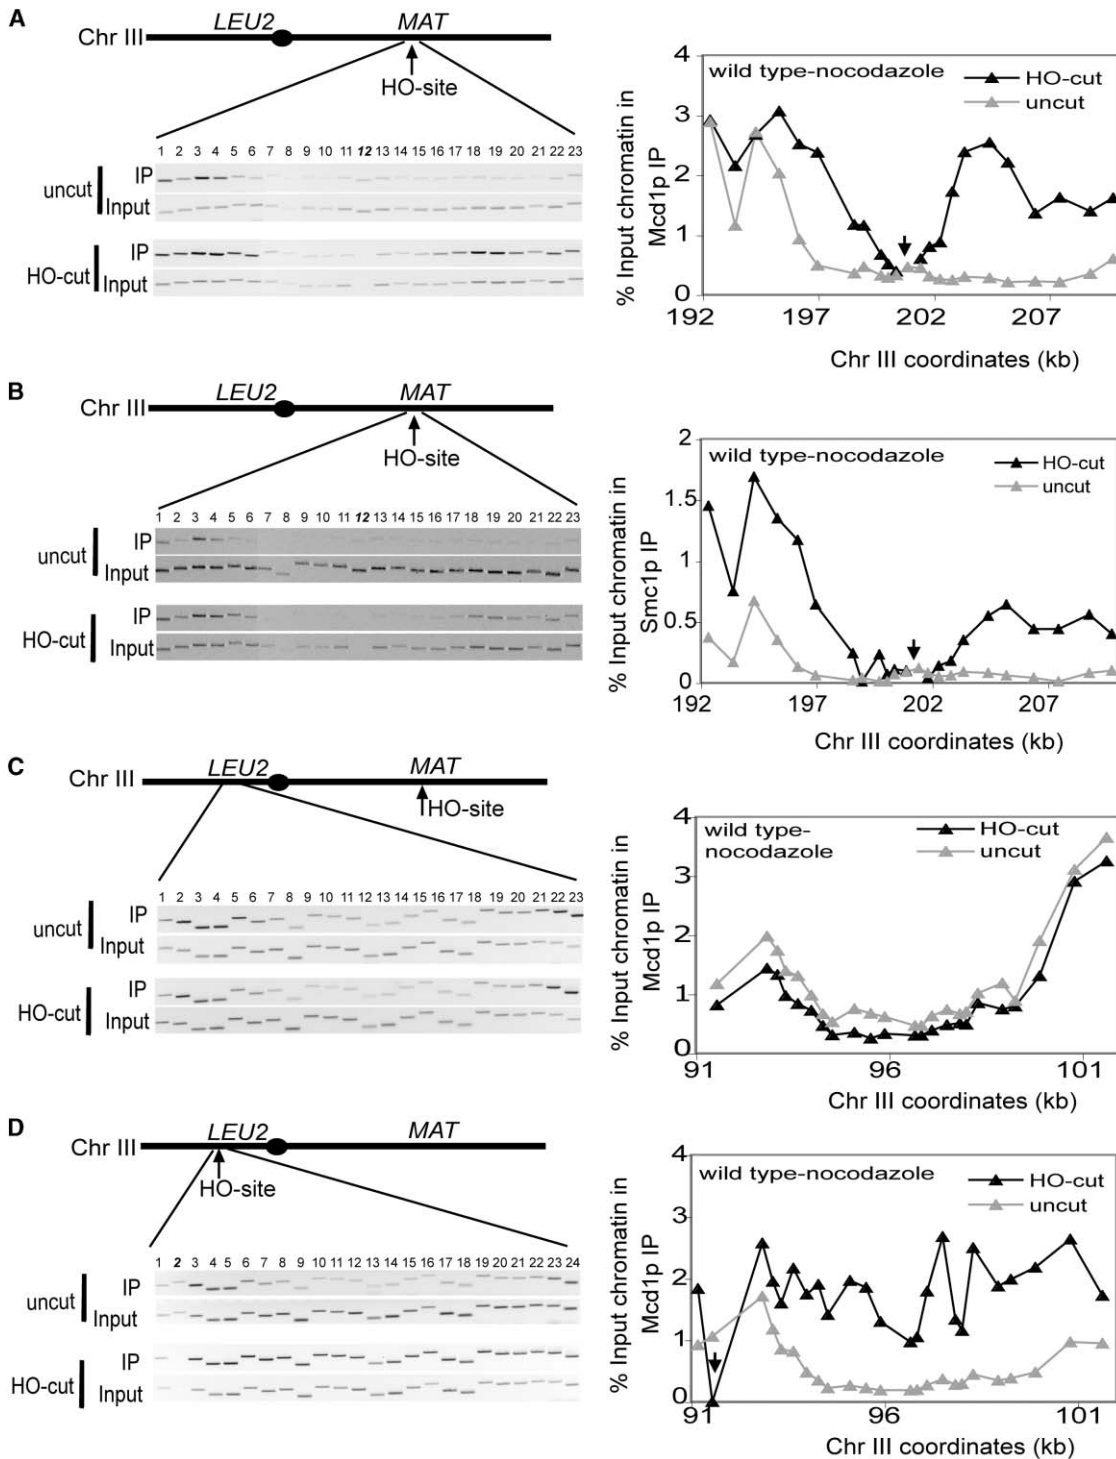 A
LEU2 MAT
Chr III
HO-site
1 2 3 4 5 6 7 8 9 10 11 12 13 14 15 16 17 18 19 20 21 22 23
uncut
IP
Input
HO-cut
IP
Input
wild type-nocodazole
HO-cut
uncut
% Input chromatin in
Mcd1p IP
4
3
2
1
0
192 197 202 207
Chr III coordinates (kb)
B
LEU2 MAT
Chr III
HO-site
1 2 3 4 5 6 7 8 9 10 11 12 13 14 15 16 17 18 19 20 21 22 23
uncut
IP
Input
HO-cut
IP
Input
wild type-nocodazole
HO-cut
uncut
% Input chromatin in
Smc1p IP
2
1.5
1
0.5
0
192 197 202 207
Chr III coordinates (kb)
C
LEU2 MAT
Chr III
HO-site
1 2 3 4 5 6 7 8 9 10 11 12 13 14 15 16 17 18 19 20 21 22 23
uncut
IP
Input
HO-cut
IP
Input
wild type-
nocodazole
HO-cut
uncut
% Input chromatin in
Mcd1p IP
4
3
2
1
0
91 96 101
Chr III coordinates (kb)
D
LEU2 MAT
Chr III
HO-site
1 2 3 4 5 6 7 8 9 10 11 12 13 14 15 16 17 18 19 20 21 22 23 24
uncut
IP
Input
HO-cut
IP
Input
wild type-nocodazole
HO-cut
uncut
% Input chromatin in
Mcd1p IP
4
3
2
1
0
91 96 101
Chr III coordinates (kb)